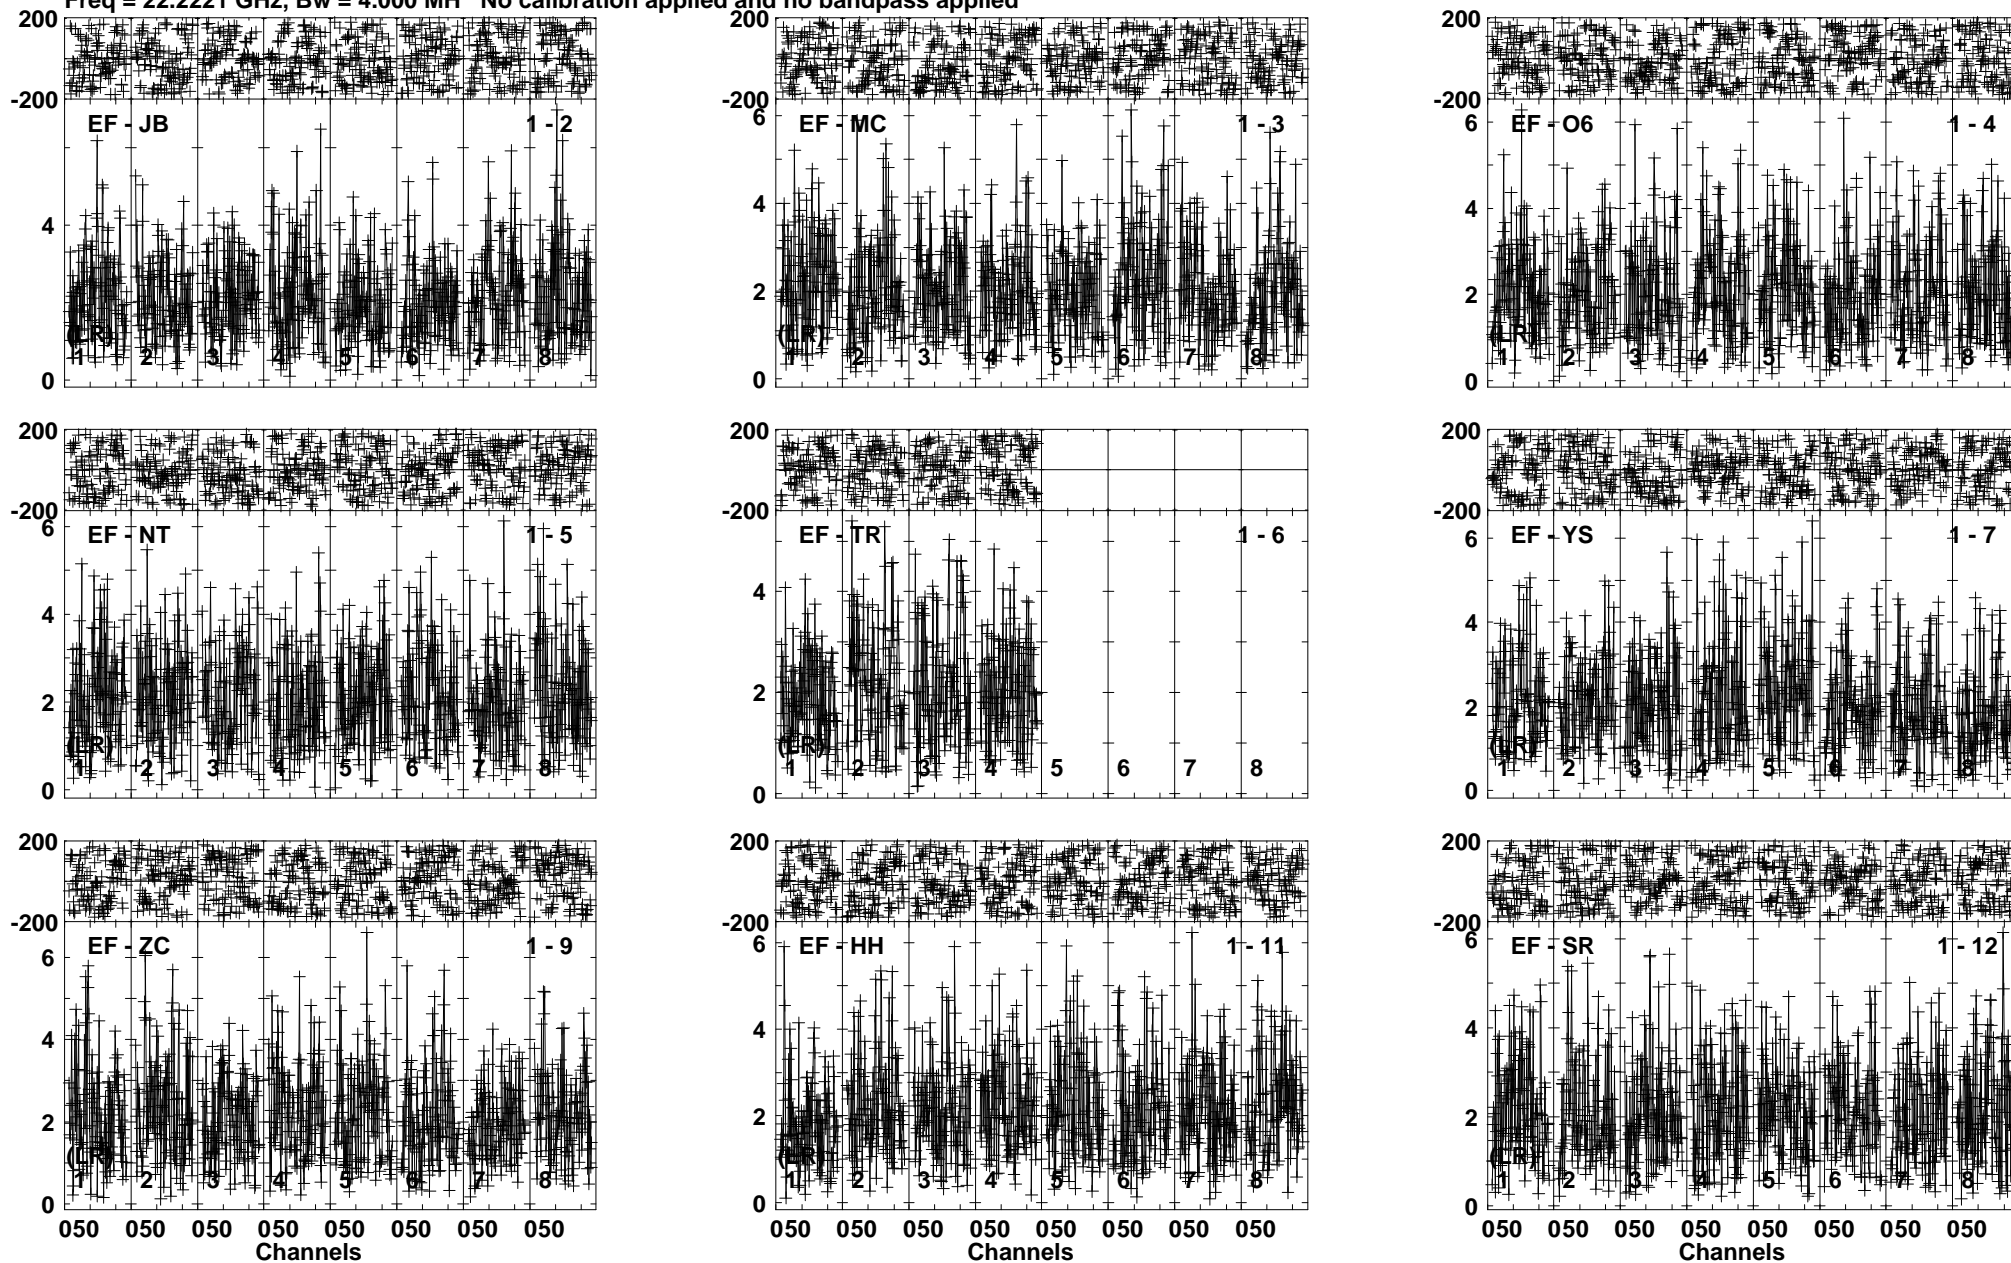 Freq = 22.2221 GHz, Bw = 4.000 MH No calibration applied and no bandpass applied
200 200 200
-200 -200 -200
EF - JB 1 - 2 EF - MC 1 - 3 EF - O6 1 - 4
6 6
4 4 4
2 2
(LR) (LR) (LR)
1 2 3 4 5 6 7 8 1 2 3 4 5 6 7 8 1 2 3 4 5 6 7 8
0 0 0
200 200 200
-200 -200 -200
EF - NT 1 - 5 EF - TR 1 - 6 EF - YS 1 - 7
6 6
4 4 4
2 2 2
(LR) (LR) (LR)
1 2 3 4 5 6 7 8 1 2 3 4 5 6 7 8 1 2 3 4 5 6 7 8
0 0 0
200 200 200
-200 -200 -200
EF - ZC 1 - 9 EF - HH 1 - 11 EF - SR 1 - 12
6 6 6
4 4 4
2 2 2
(LR) (LR) (LR)
1 2 3 4 5 6 7 8 1 2 3 4 5 6 7 8 1 2 3 4 5 6 7 8
0 0 0
050 050 050 050 050 050 050 050 050 050 050 050 050 050 050 050 050 050 050 050 050 050 050 050
Channels Channels Channels